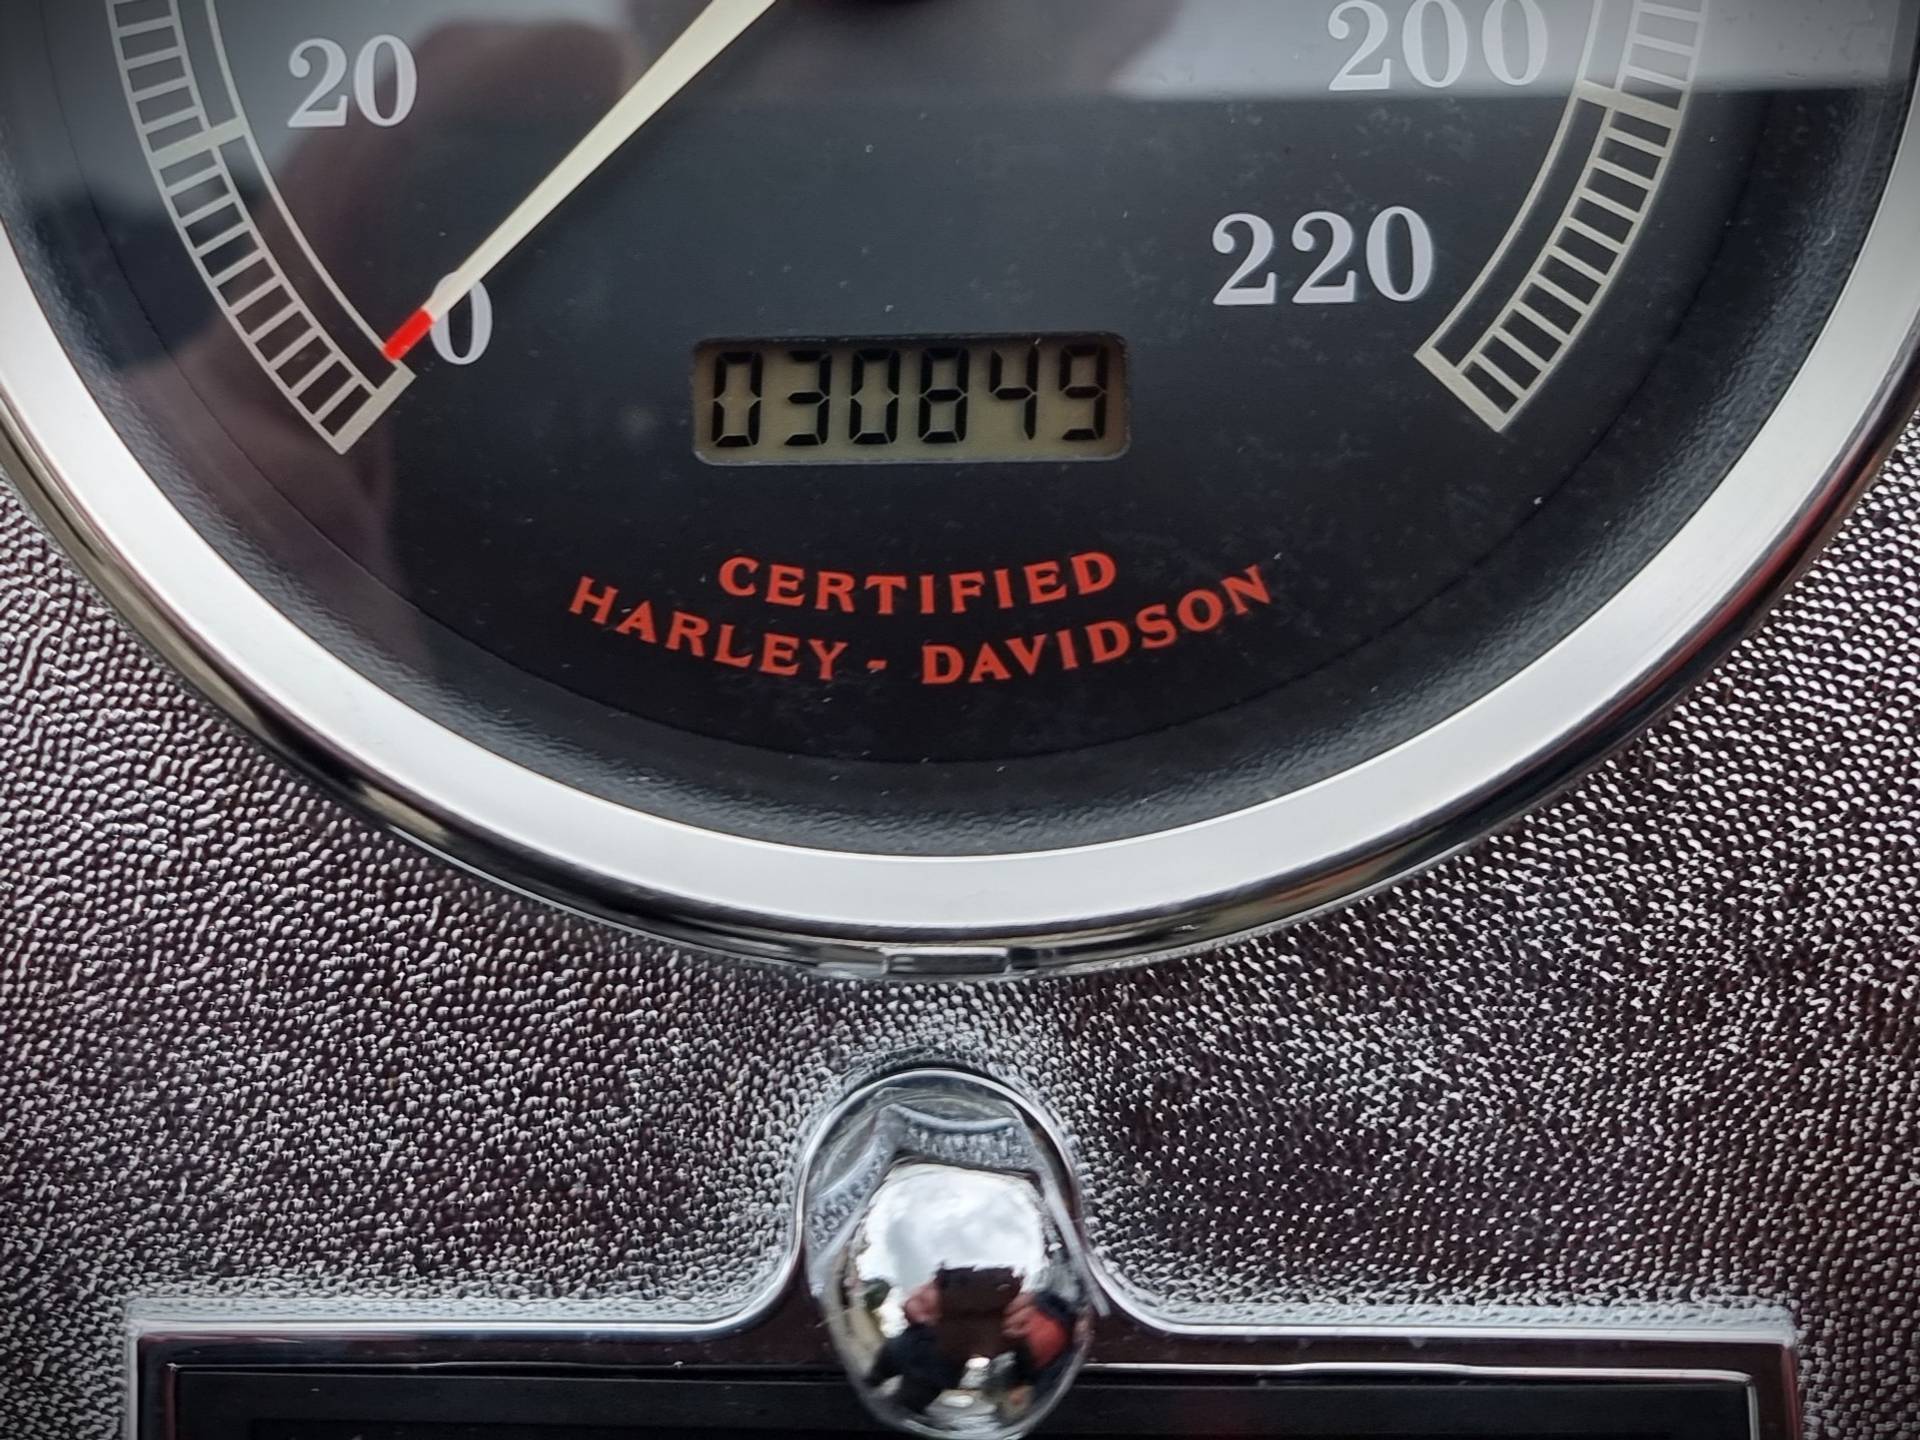 20
200
220
0
030849
CERTIFIED
HARLEY - DAVIDSON